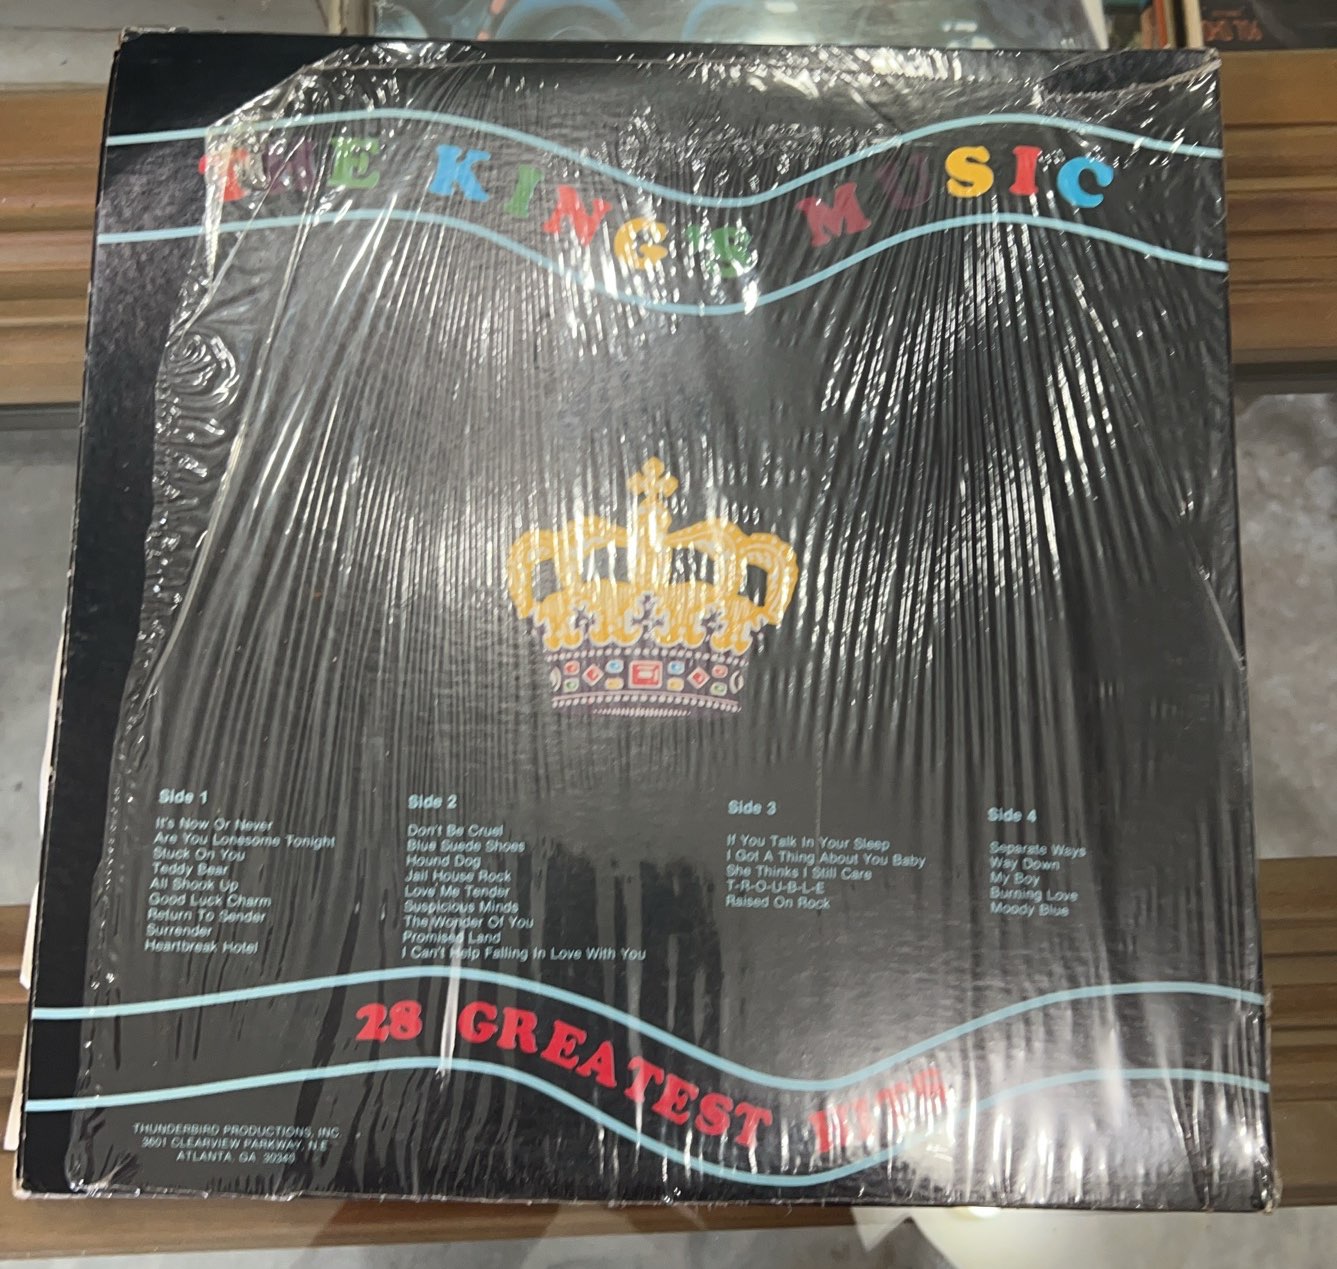 THE KING'S MUSIC
Side 1
It's Now Or Never
Are You Lonesome Tonight
Stuck On You
Teddy Bear
All Shook Up
Good Luck Charm
Return To Sender
Surrender
Heartbreak Hotel
Side 2
Don't Be Cruel
Blue Suede Shoes
Hound Dog
Jail House Rock
Love Me Tender
Suspicious Minds
The Wonder Of You
Promised Land
I Can't Help Falling In Love With You
Side 3
If You Talk In Your Sleep
I Got A Thing About You Baby
She Thinks I Still Care
T-R-O-U-B-L-E
Raised On Rock
Side 4
Separate Ways
Way Down
My Boy
Burning Love
Moody Blue
28 GREATEST HITS
THUNDERBIRD PRODUCTIONS, INC.
3601 CLEARVIEW PARKWAY, N.E.
ATLANTA, GA. 30340